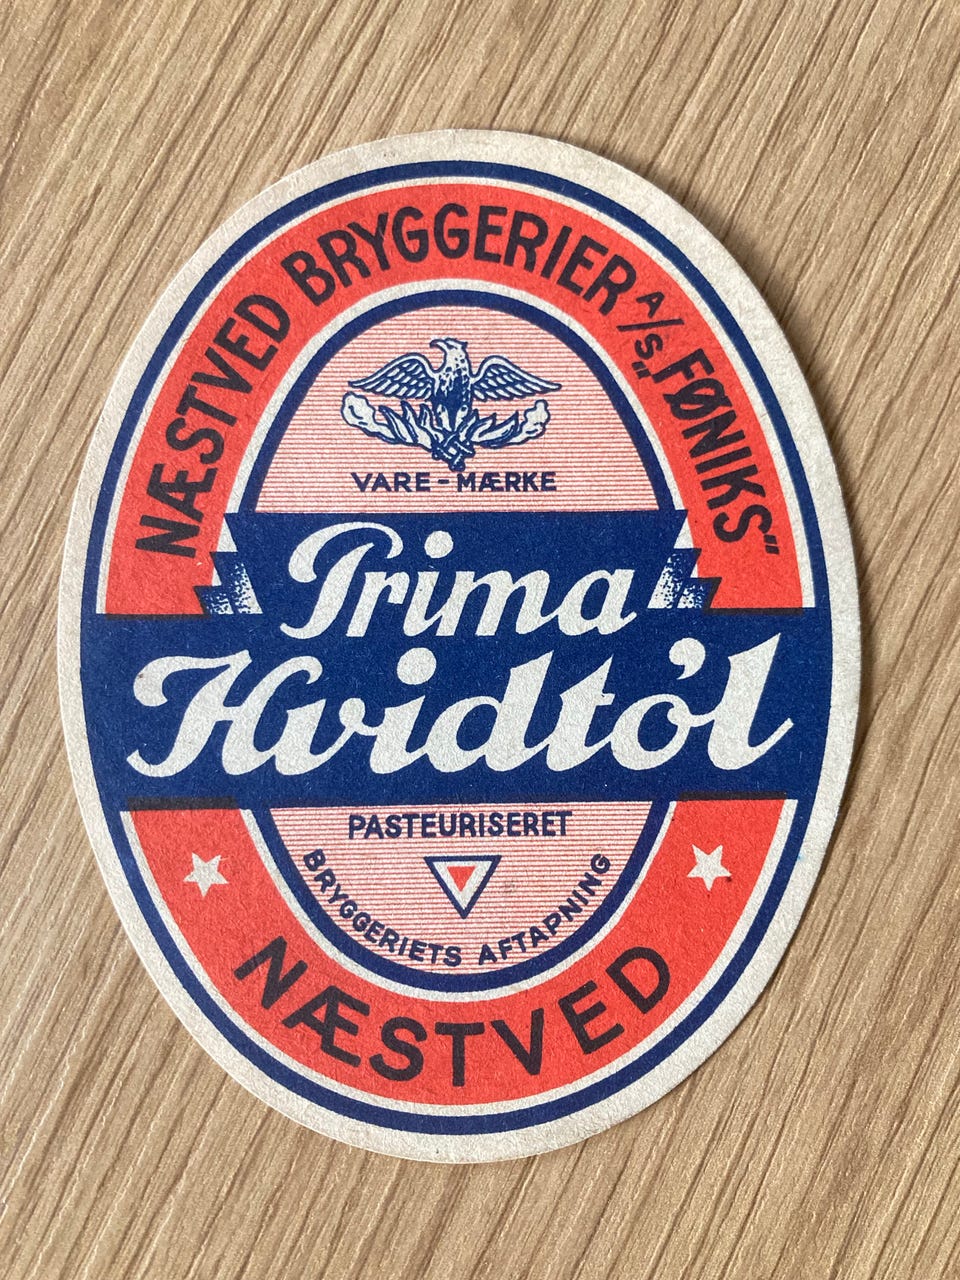 NÆSTVED BRYGGERIER A/S „FØNIKS"
VARE-MÆRKE
Prima
Hvidtøl
PASTEURISERET
BRYGGERIETS AFTAPNING
NÆSTVED